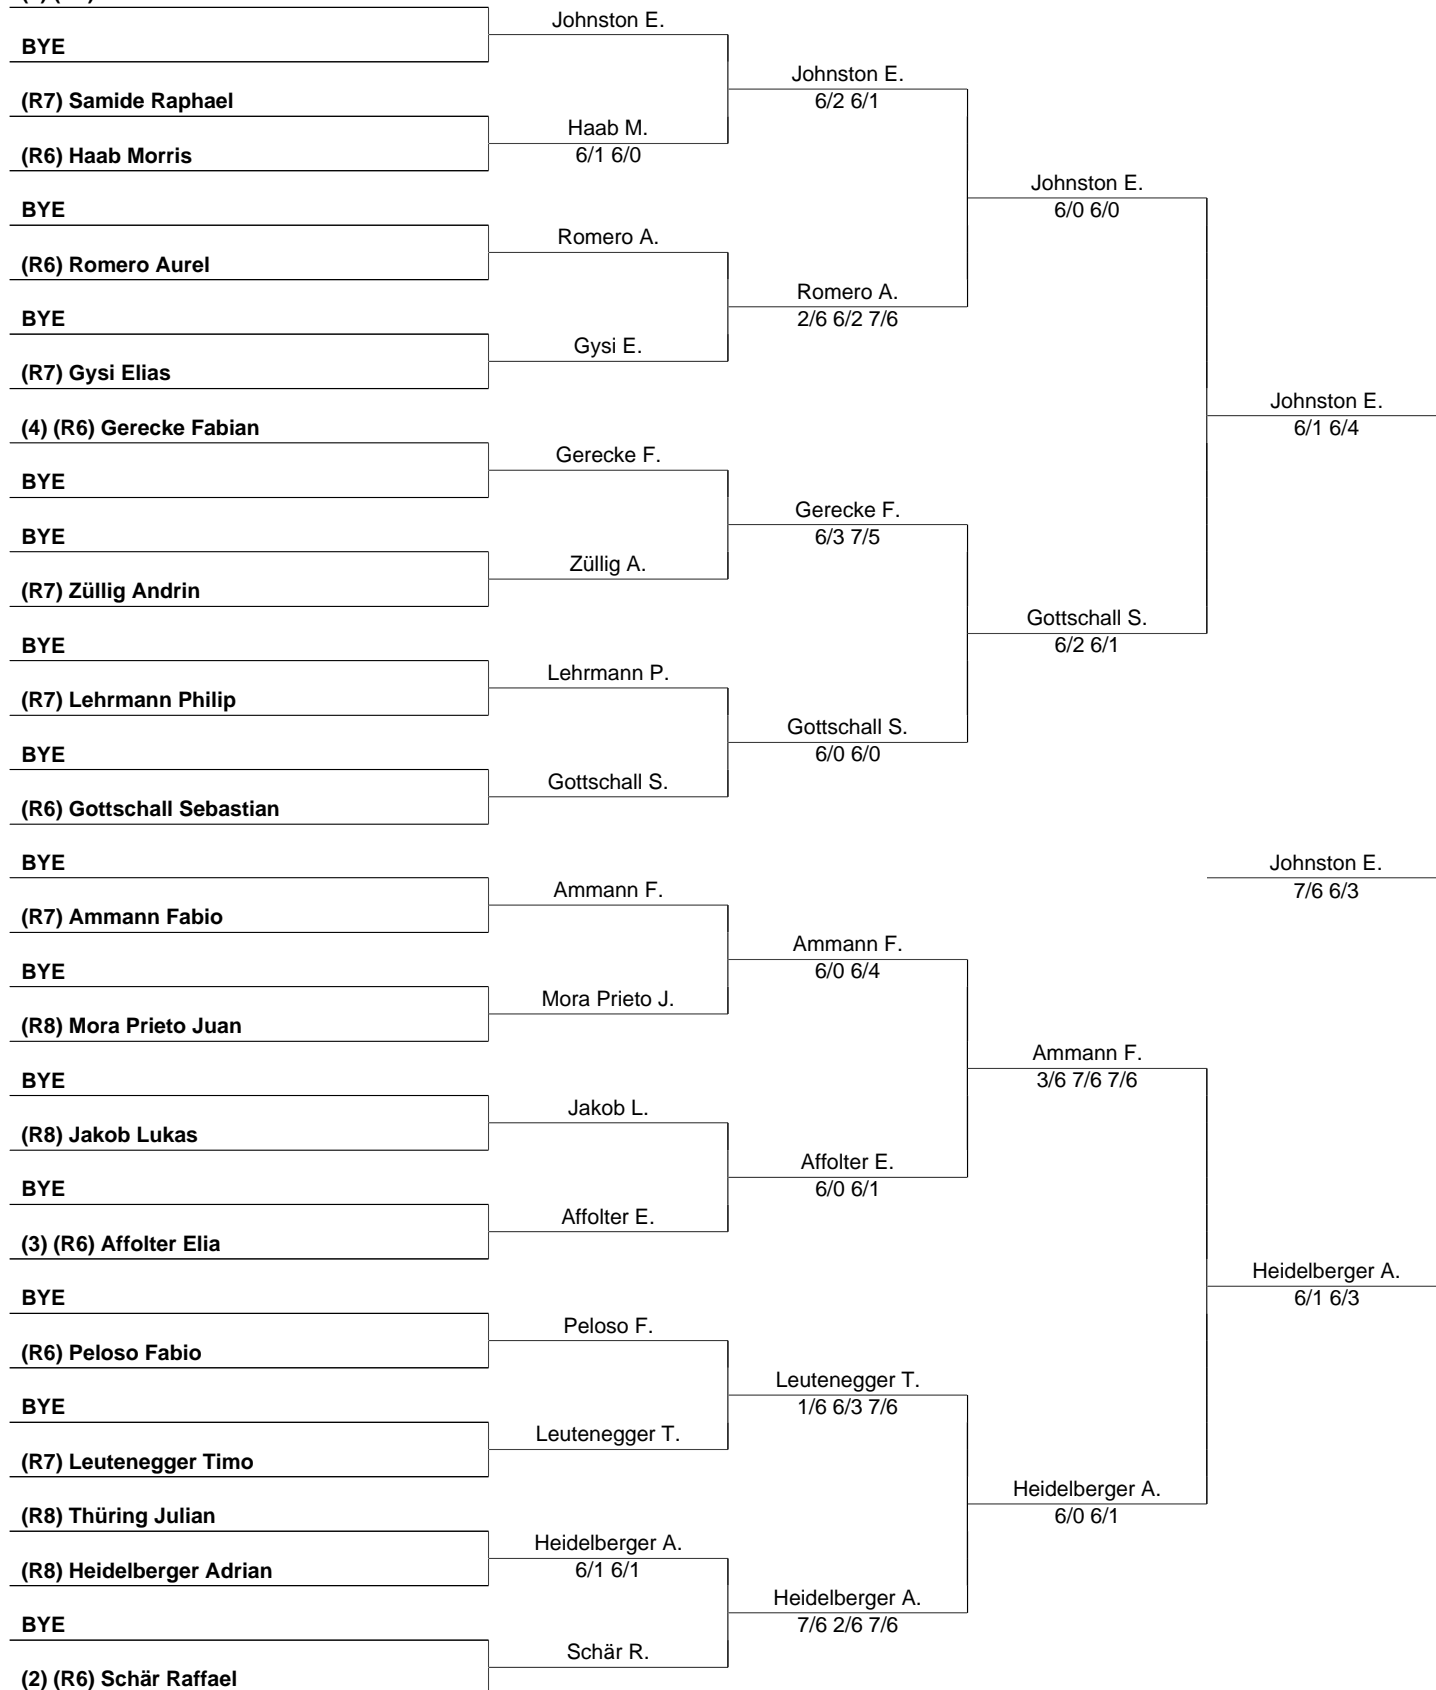 BYE
(R7) Samide Raphael
(R6) Haab Morris
BYE
(R6) Romero Aurel
BYE
(R7) Gysi Elias
(4) (R6) Gerecke Fabian
BYE
BYE
(R7) Züllig Andrin
BYE
(R7) Lehrmann Philip
BYE
(R6) Gottschall Sebastian
BYE
(R7) Ammann Fabio
BYE
(R8) Mora Prieto Juan
BYE
(R8) Jakob Lukas
BYE
(3) (R6) Affolter Elia
BYE
(R6) Peloso Fabio
BYE
(R7) Leutenegger Timo
(R8) Thüring Julian
(R8) Heidelberger Adrian
BYE
(2) (R6) Schär Raffael
Johnston E.
Haab M.
6/1 6/0
Romero A.
Gysi E.
Gerecke F.
Züllig A.
Lehrmann P.
Gottschall S.
Ammann F.
Mora Prieto J.
Jakob L.
Affolter E.
Peloso F.
Leutenegger T.
Heidelberger A.
6/1 6/1
Schär R.
Johnston E.
6/2 6/1
Romero A.
2/6 6/2 7/6
Gerecke F.
6/3 7/5
Gottschall S.
6/0 6/0
Ammann F.
6/0 6/4
Affolter E.
6/0 6/1
Leutenegger T.
1/6 6/3 7/6
Heidelberger A.
7/6 2/6 7/6
Johnston E.
6/0 6/0
Gottschall S.
6/2 6/1
Ammann F.
3/6 7/6 7/6
Heidelberger A.
6/0 6/1
Johnston E.
6/1 6/4
Johnston E.
7/6 6/3
Heidelberger A.
6/1 6/3